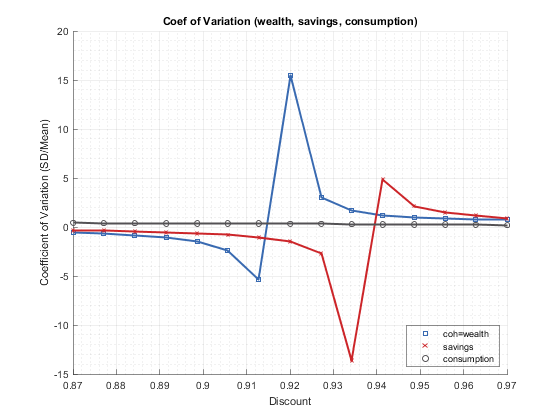 Coef of Variation (wealth, savings, consumption)
20
15
10
5
0
-5
-10
-15
Coefficient of Variation (SD/Mean)
0.87 0.88 0.89 0.9 0.91 0.92 0.93 0.94 0.95 0.96 0.97
Discount
coh=wealth
savings
consumption